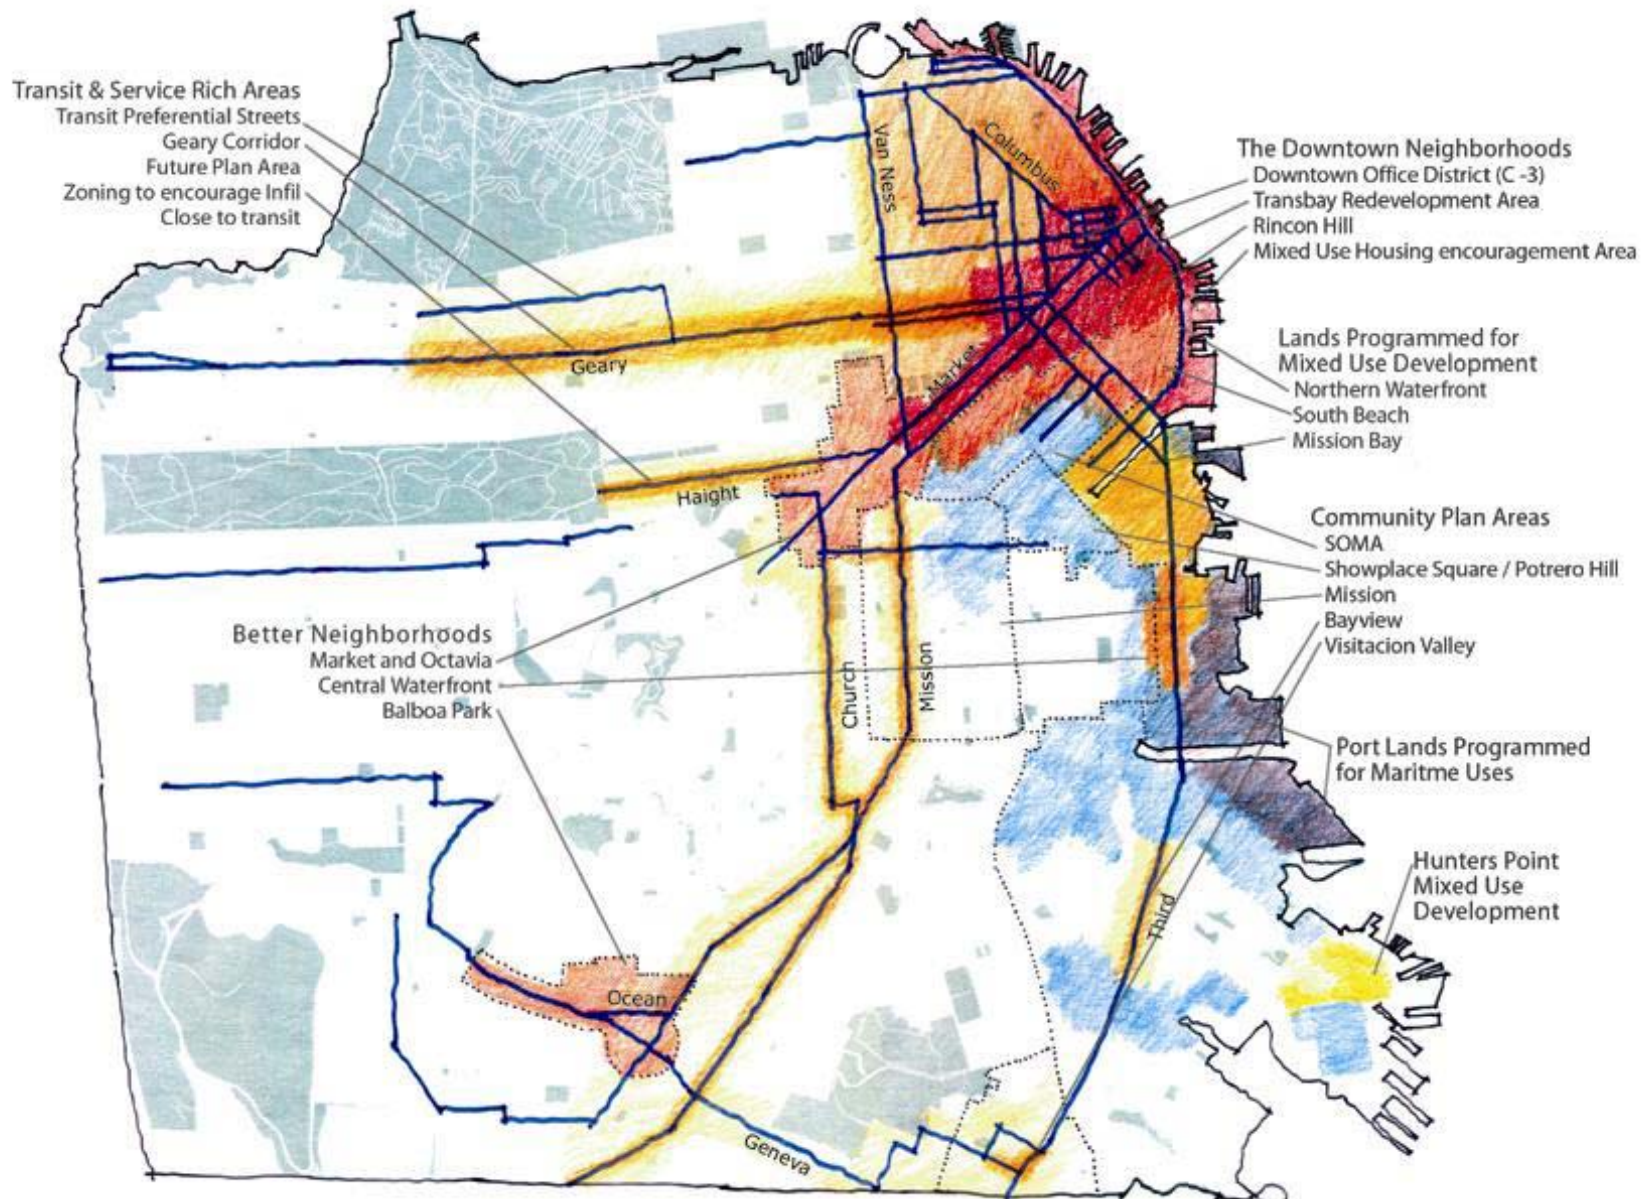 Transit & Service Rich Areas
Transit Preferential Streets
Geary Corridor
Future Plan Area
Zoning to encourage Infil
Close to transit
Van Ness
Columbus
The Downtown Neighborhoods
Downtown Office District (C -3)
Transbay Redevelopment Area
Rincon Hill
Mixed Use Housing encouragement Area
Geary
Market
Lands Programmed for
Mixed Use Development
Northern Waterfront
South Beach
Mission Bay
Haight
Community Plan Areas
SOMA
Showplace Square / Potrero Hill
Mission
Bayview
Visitacion Valley
Better Neighborhoods
Market and Octavia
Central Waterfront
Balboa Park
Church
Mission
Port Lands Programmed
for Maritme Uses
Hunters Point
Mixed Use
Development
Third
Ocean
Geneva